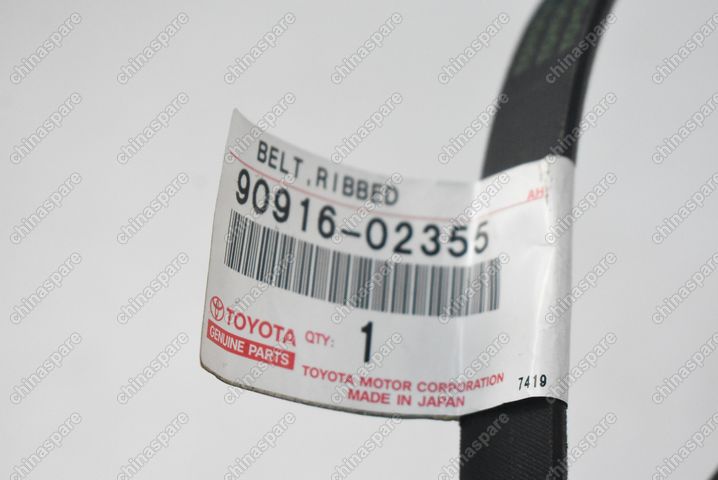 BELT,RIBBED
90916-02355
TOYOTA
GENUINE PARTS
QTY: 1
TOYOTA MOTOR CORPORATION
MADE IN JAPAN
7419
chinaspare